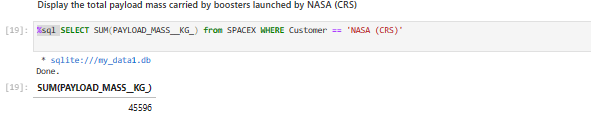 Display the total payload mass carried by boosters launched by NASA (CRS)
[19]: %sql SELECT SUM(PAYLOAD_MASS__KG_) from SPACEX WHERE Customer == 'NASA (CRS)'
* sqlite:///my_data1.db
Done.
[19]: SUM(PAYLOAD_MASS__KG_)
45596